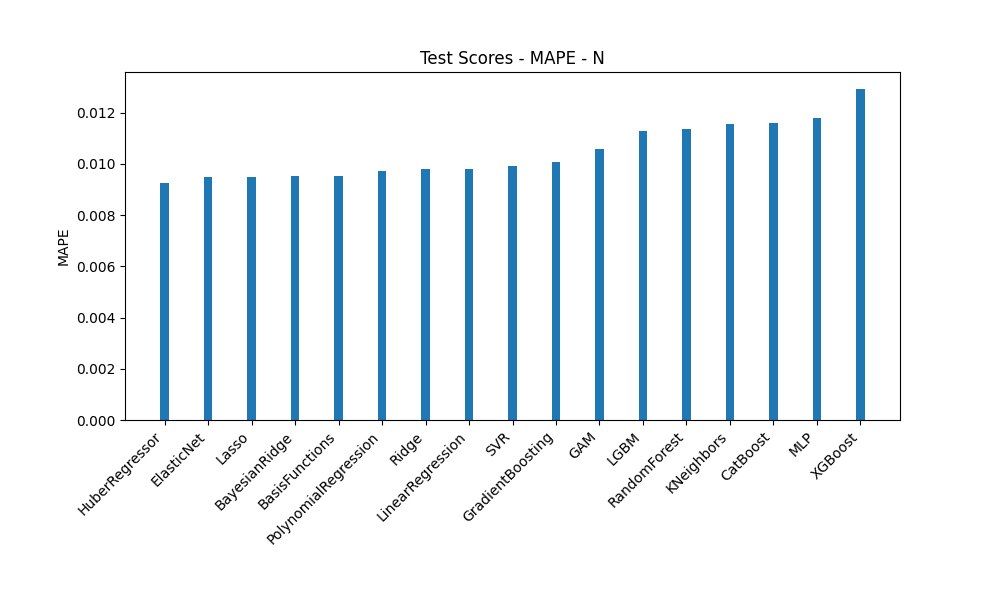 Test Scores - MAPE - N
MAPE
0.012
0.010
0.008
0.006
0.004
0.002
0.000
HuberRegressor
ElasticNet
Lasso
BayesianRidge
BasisFunctions
PolynomialRegression
Ridge
LinearRegression
SVR
GradientBoosting
GAM
LGBM
RandomForest
KNeighbors
CatBoost
MLP
XGBoost